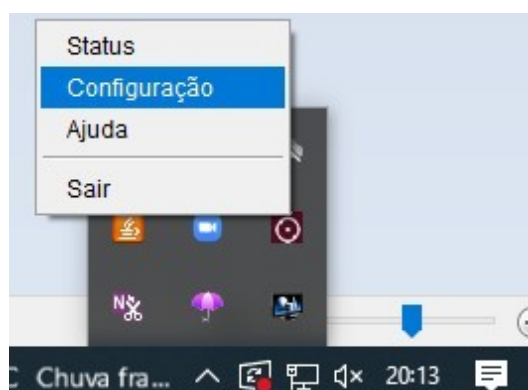 Status
Configuração
Ajuda
Sair
N
C Chuva fra... 20:13